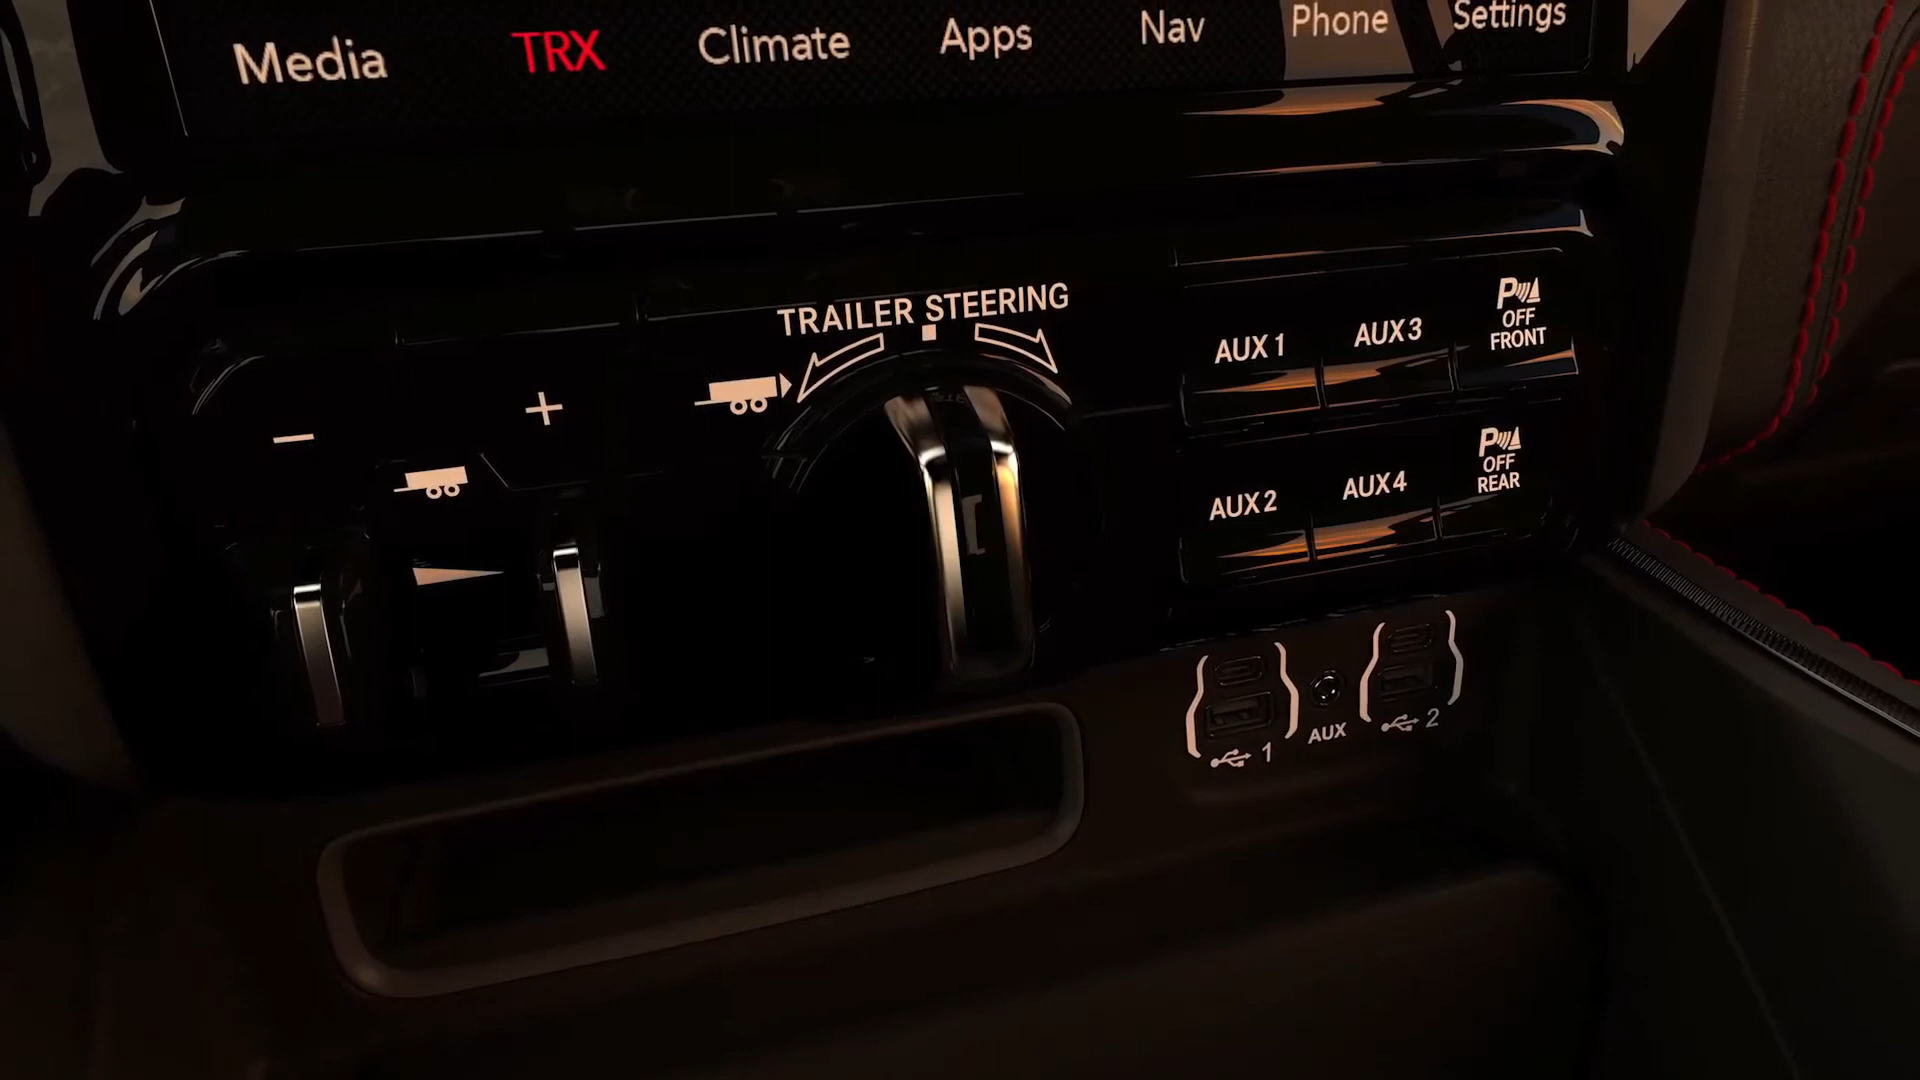 Media TRX Climate Apps Nav Phone Settings
TRAILER STEERING
AUX 1 AUX 3 P OFF FRONT
AUX 2 AUX 4 P OFF REAR
1 AUX 2